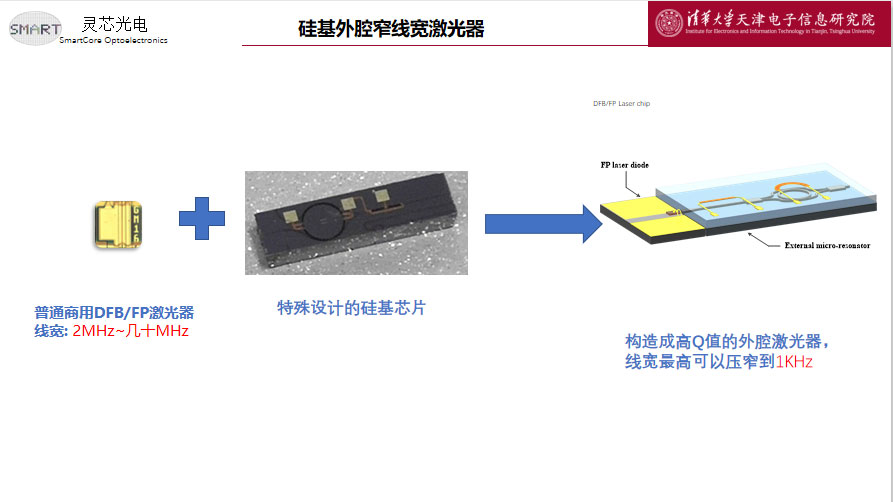 SMART
灵芯光电
SmartCore Optoelectronics
硅基外腔窄线宽激光器
清华大学天津电子信息研究院
Institute for Electronics and Information Technology in Tianjin, Tsinghua University
DFB/FP Laser chip
FP laser diode
GM16
External micro-resonator
普通商用DFB/FP激光器
线宽: 2MHz~几十MHz
特殊设计的硅基芯片
构造成高Q值的外腔激光器，
线宽最高可以压窄到1KHz